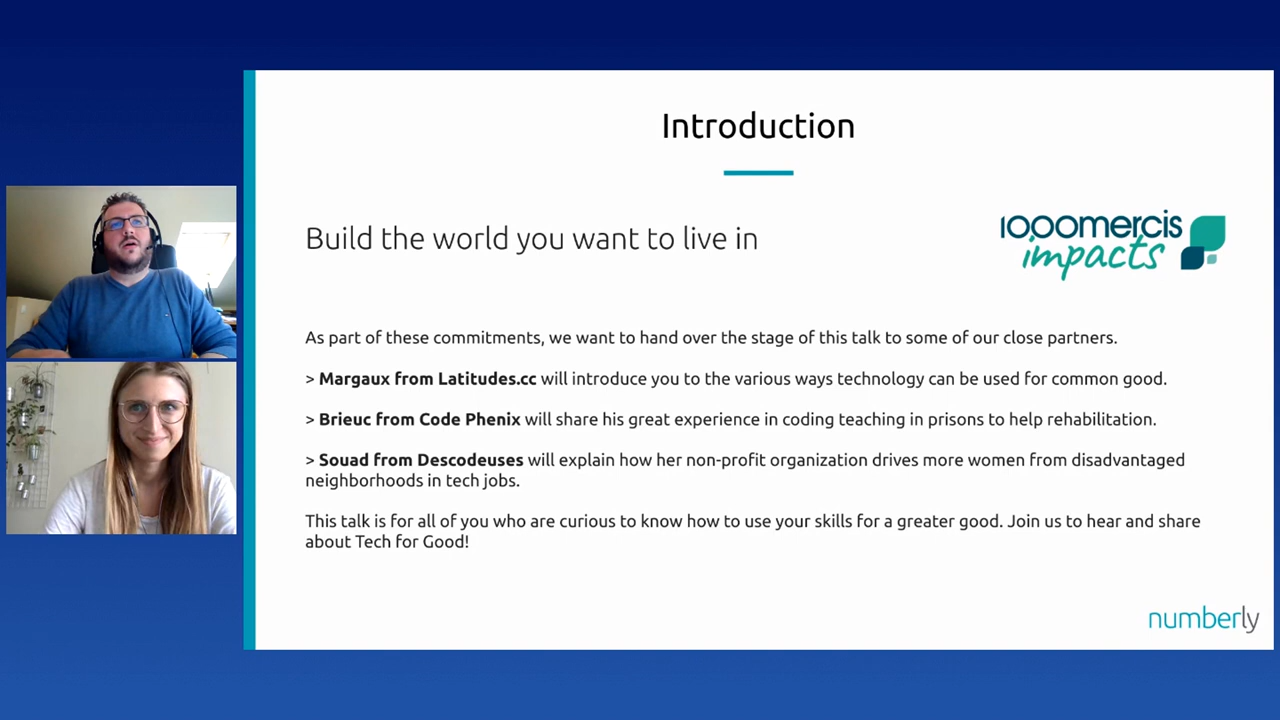 Introduction
Build the world you want to live in
1000mercis
impacts
As part of these commitments, we want to hand over the stage of this talk to some of our close partners.
> Margaux from Latitudes.cc will introduce you to the various ways technology can be used for common good.
> Brieuc from Code Phenix will share his great experience in coding teaching in prisons to help rehabilitation.
> Souad from Descodeuses will explain how her non-profit organization drives more women from disadvantaged
neighborhoods in tech jobs.
This talk is for all of you who are curious to know how to use your skills for a greater good. Join us to hear and share
about Tech for Good!
numberly